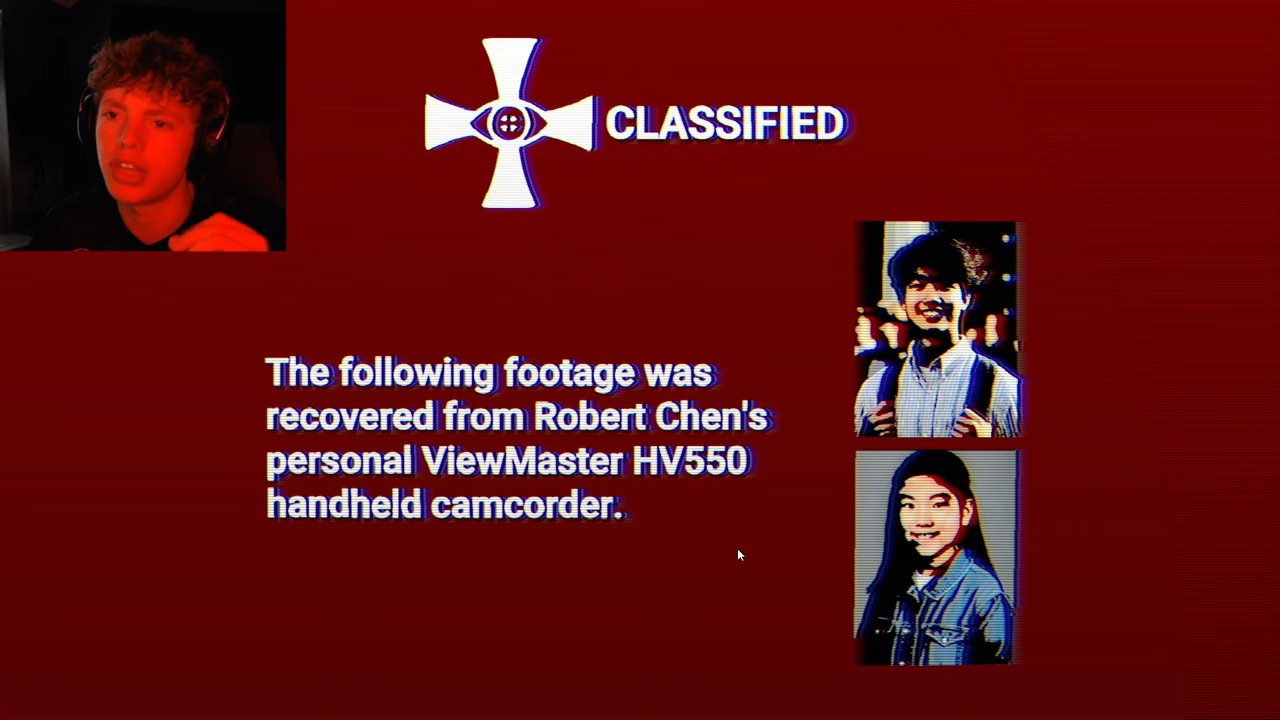 CLASSIFIED
The following footage was
recovered from Robert Chen's
personal ViewMaster HV550
handheld camcorder.